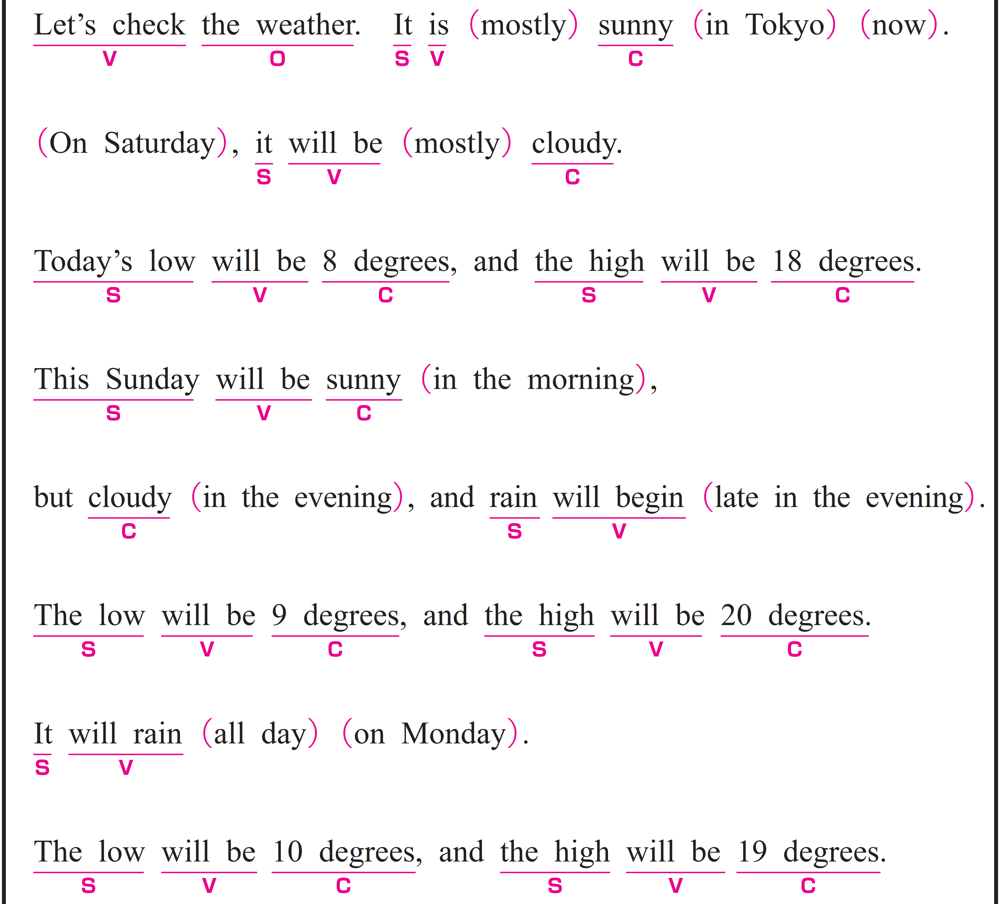 Let’s check the weather. It is （mostly） sunny （in Tokyo） （now）.
V O S V C
（On Saturday）, it will be （mostly） cloudy.
S V C
Today’s low will be 8 degrees, and the high will be 18 degrees.
S V C S V C
This Sunday will be sunny （in the morning）,
S V C
but cloudy （in the evening）, and rain will begin （late in the evening）.
C S V
The low will be 9 degrees, and the high will be 20 degrees.
S V C S V C
It will rain （all day） （on Monday）.
S V
The low will be 10 degrees, and the high will be 19 degrees.
S V C S V C